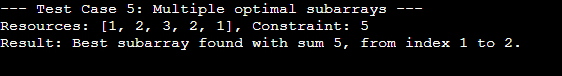 --- Test Case 5: Multiple optimal subarrays ---
Resources: [1, 2, 3, 2, 1], Constraint: 5
Result: Best subarray found with sum 5, from index 1 to 2.